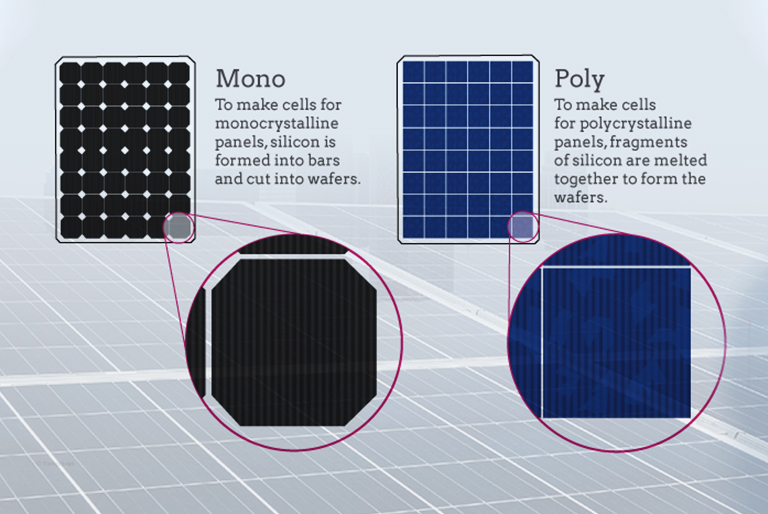 Mono
To make cells for
monocrystalline
panels, silicon is
formed into bars
and cut into wafers.
Poly
To make cells
for polycrystalline
panels, fragments
of silicon are melted
together to form the
wafers.